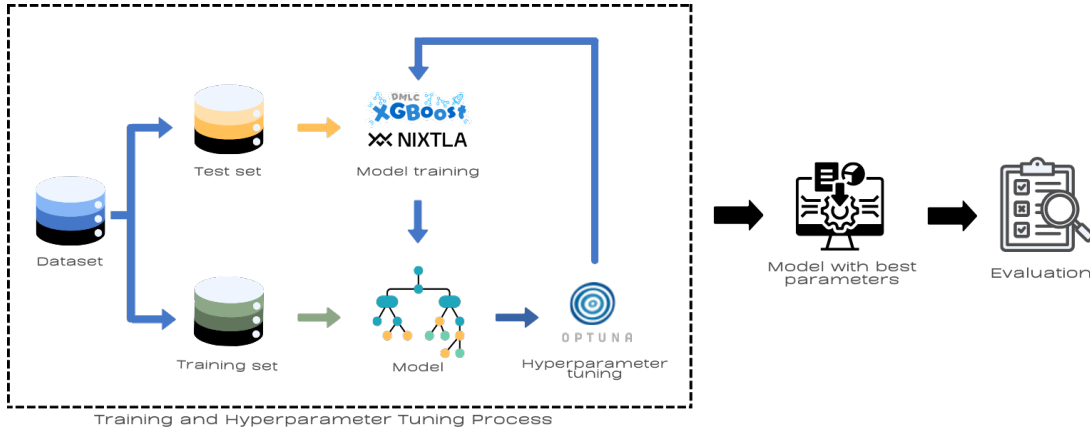 DMLC
XGBoost
NIXTLA
Test set
Model training
Dataset
Training set
Model
OPTUNA
Hyperparameter
tuning
Model with best
parameters
Evaluation
Training and Hyperparameter Tuning Process